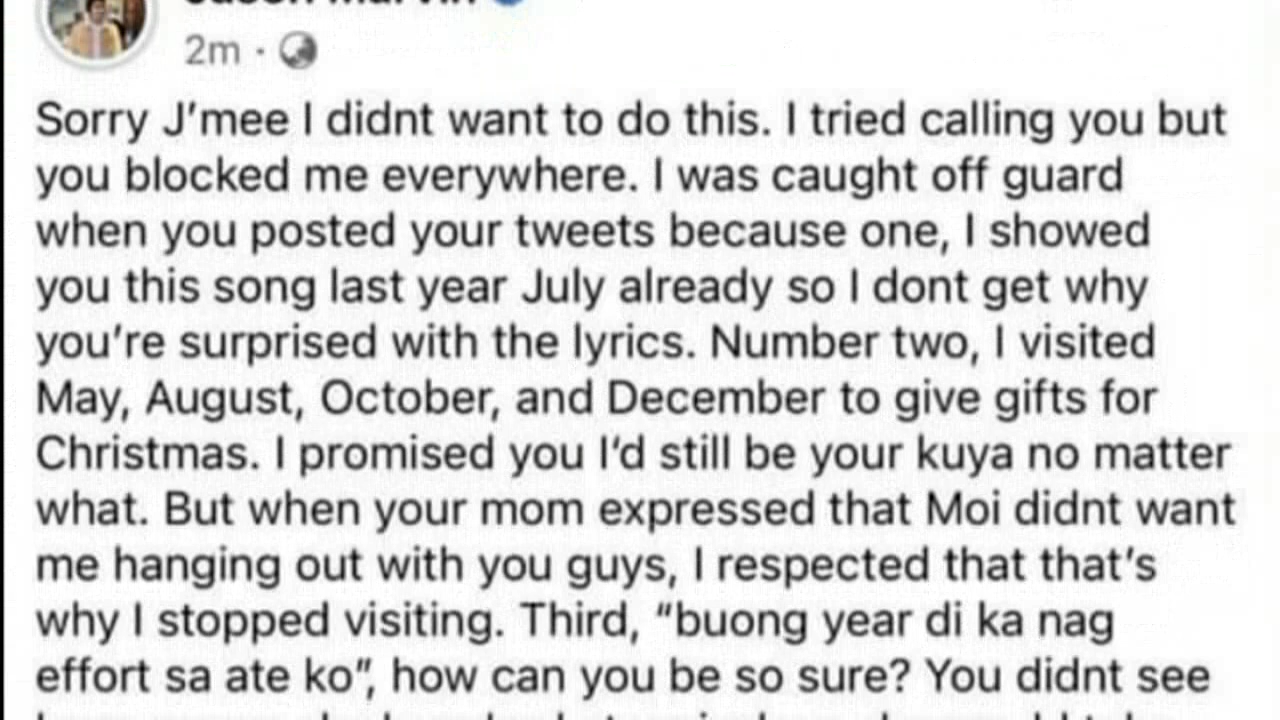 2m ·
Sorry J'mee I didnt want to do this. I tried calling you but
you blocked me everywhere. I was caught off guard
when you posted your tweets because one, I showed
you this song last year July already so I dont get why
you're surprised with the lyrics. Number two, I visited
May, August, October, and December to give gifts for
Christmas. I promised you I'd still be your kuya no matter
what. But when your mom expressed that Moi didnt want
me hanging out with you guys, I respected that that's
why I stopped visiting. Third, "buong year di ka nag
effort sa ate ko", how can you be so sure? You didnt see